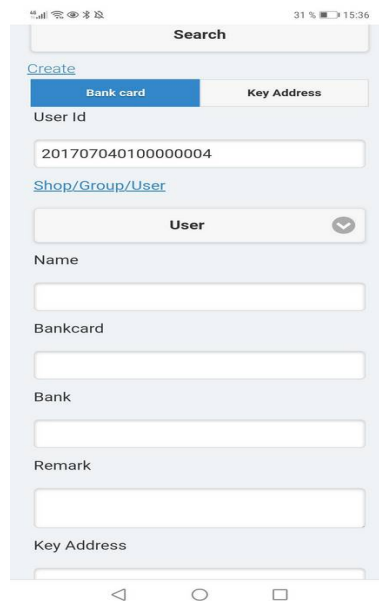 46 31 % 15:36
Search
Create
Bank card Key Address
User Id
201707040100000004
Shop/Group/User
User
Name
Bankcard
Bank
Remark
Key Address